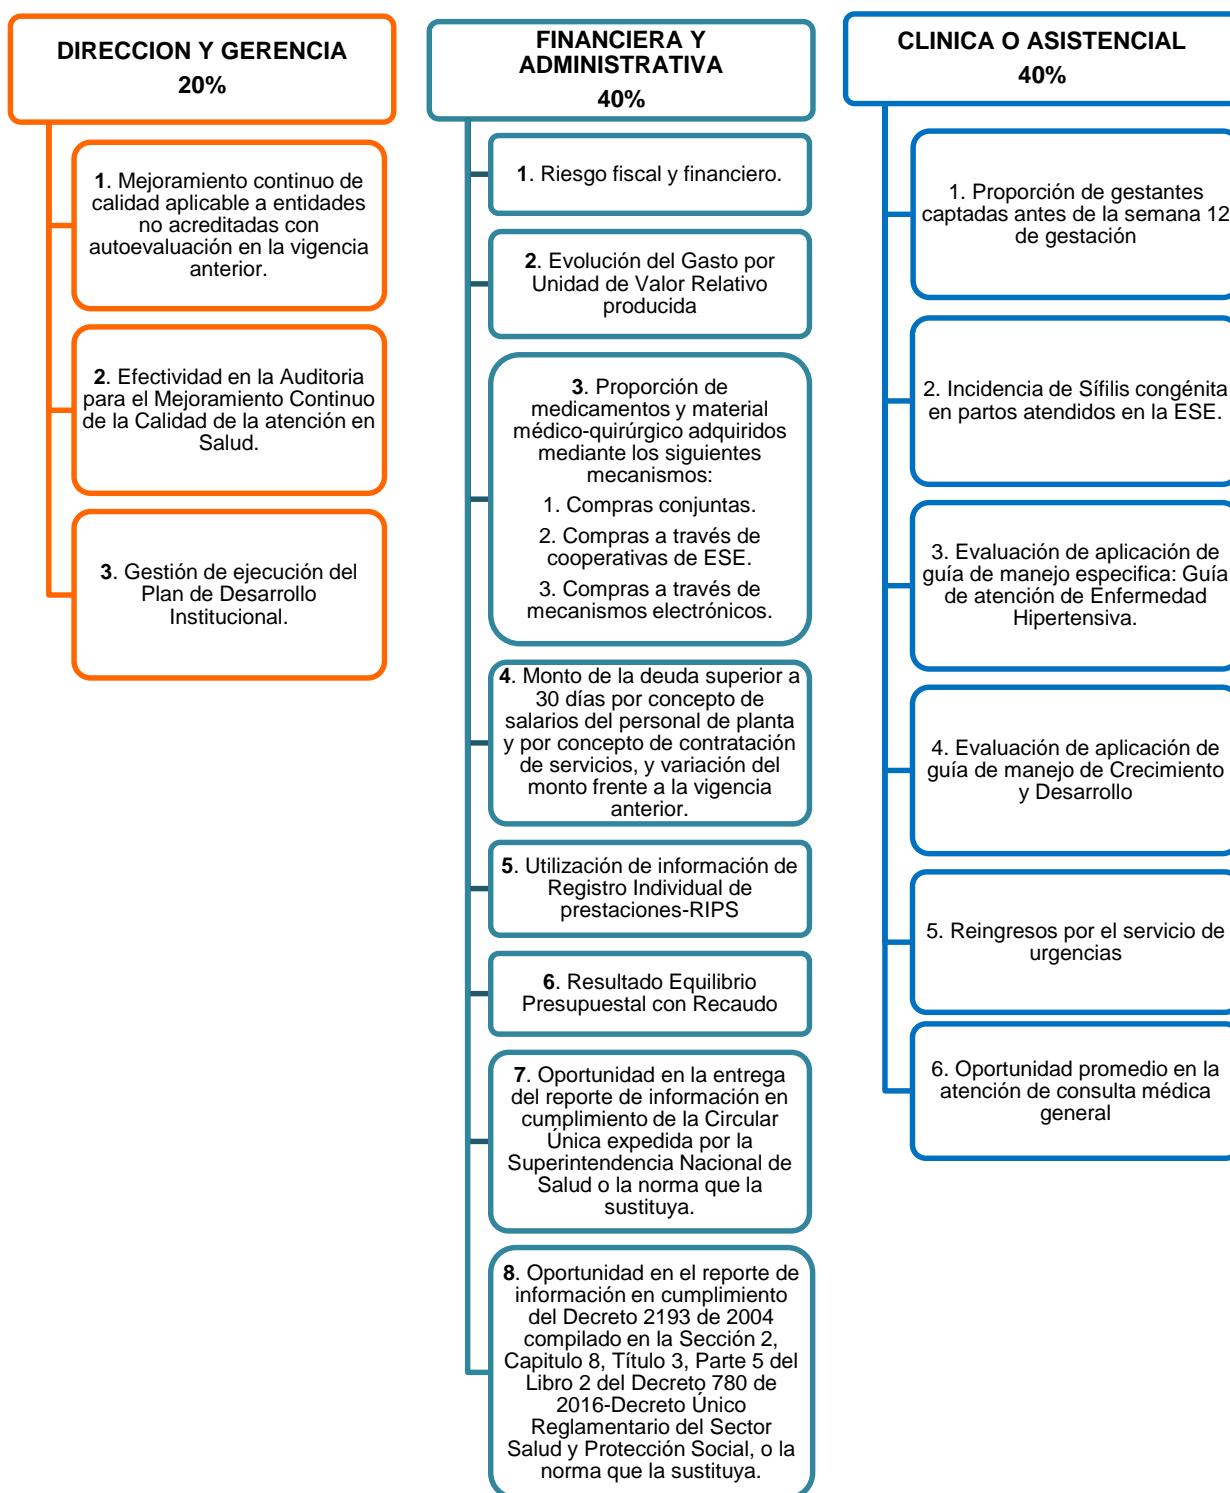 DIRECCION Y GERENCIA
20%
1. Mejoramiento continuo de
calidad aplicable a entidades
no acreditadas con
autoevaluación en la vigencia
anterior.
2. Efectividad en la Auditoria
para el Mejoramiento Continuo
de la Calidad de la atención en
Salud.
3. Gestión de ejecución del
Plan de Desarrollo
Institucional.
FINANCIERA Y
ADMINISTRATIVA
40%
1. Riesgo fiscal y financiero.
2. Evolución del Gasto por
Unidad de Valor Relativo
producida
3. Proporción de
medicamentos y material
médico-quirúrgico adquiridos
mediante los siguientes
mecanismos:
1. Compras conjuntas.
2. Compras a través de
cooperativas de ESE.
3. Compras a través de
mecanismos electrónicos.
4. Monto de la deuda superior a
30 días por concepto de
salarios del personal de planta
y por concepto de contratación
de servicios, y variación del
monto frente a la vigencia
anterior.
5. Utilización de información de
Registro Individual de
prestaciones-RIPS
6. Resultado Equilibrio
Presupuestal con Recaudo
7. Oportunidad en la entrega
del reporte de información en
cumplimiento de la Circular
Única expedida por la
Superintendencia Nacional de
Salud o la norma que la
sustituya.
8. Oportunidad en el reporte de
información en cumplimiento
del Decreto 2193 de 2004
compilado en la Sección 2,
Capitulo 8, Título 3, Parte 5 del
Libro 2 del Decreto 780 de
2016-Decreto Único
Reglamentario del Sector
Salud y Protección Social, o la
norma que la sustituya.
CLINICA O ASISTENCIAL
40%
1. Proporción de gestantes
captadas antes de la semana 12
de gestación
2. Incidencia de Sífilis congénita
en partos atendidos en la ESE.
3. Evaluación de aplicación de
guía de manejo especifica: Guía
de atención de Enfermedad
Hipertensiva.
4. Evaluación de aplicación de
guía de manejo de Crecimiento
y Desarrollo
5. Reingresos por el servicio de
urgencias
6. Oportunidad promedio en la
atención de consulta médica
general